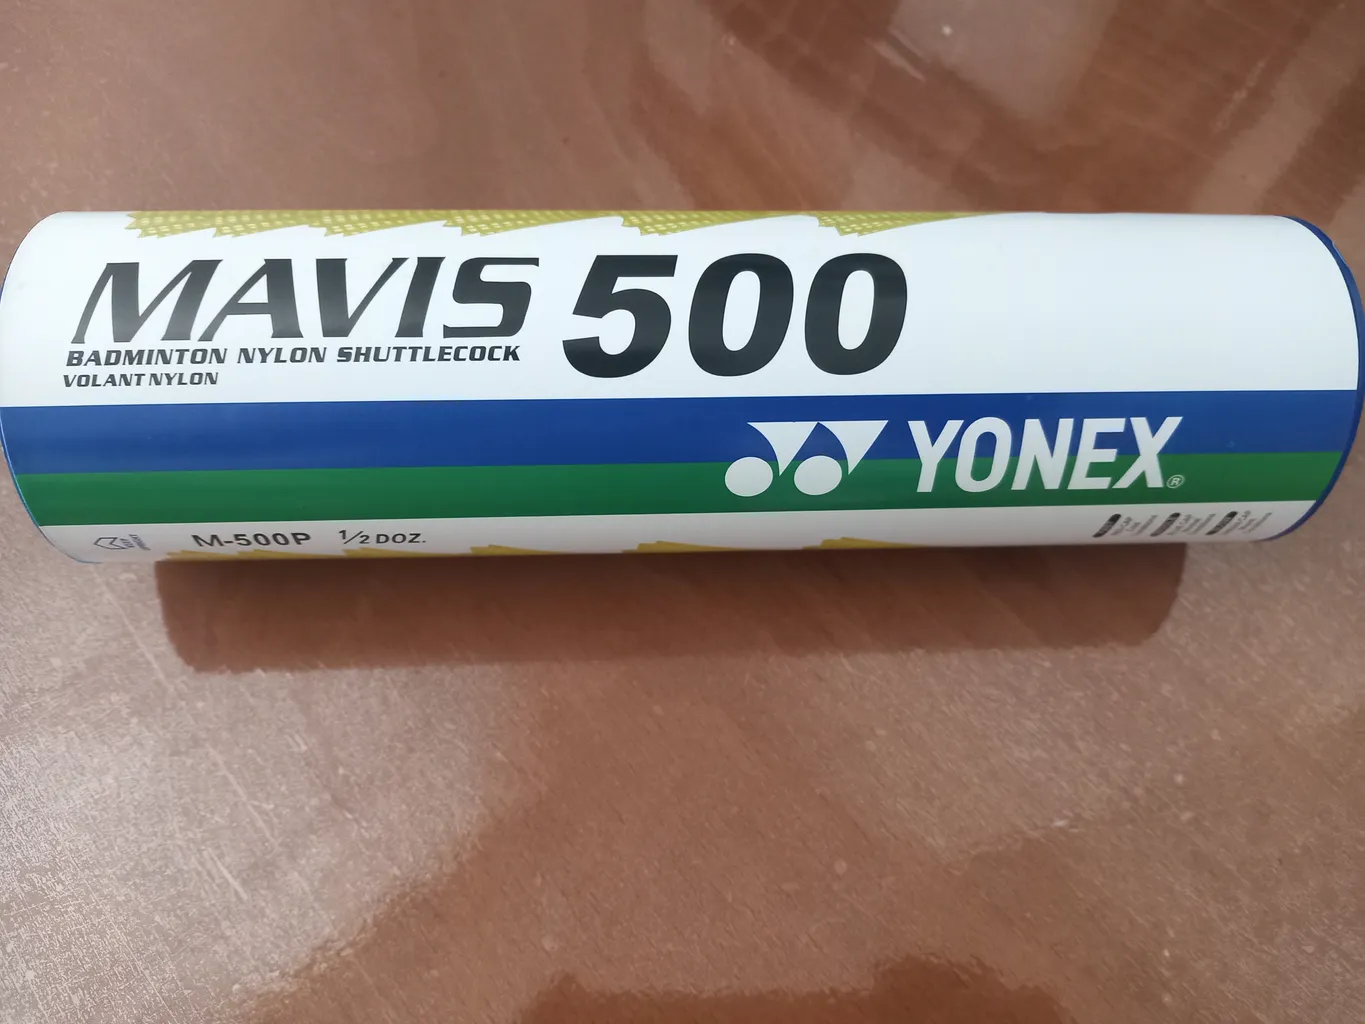 MAVIS 500
BADMINTON NYLON SHUTTLECOCK
VOLANT NYLON
YONEX®
M-500P 1/2 DOZ.